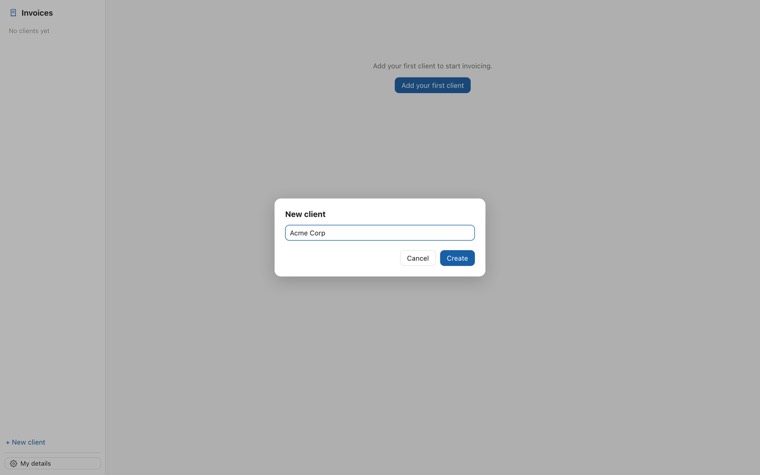 Invoices
No clients yet
Add your first client to start invoicing.
Add your first client
New client
Acme Corp
Cancel
Create
+ New client
My details